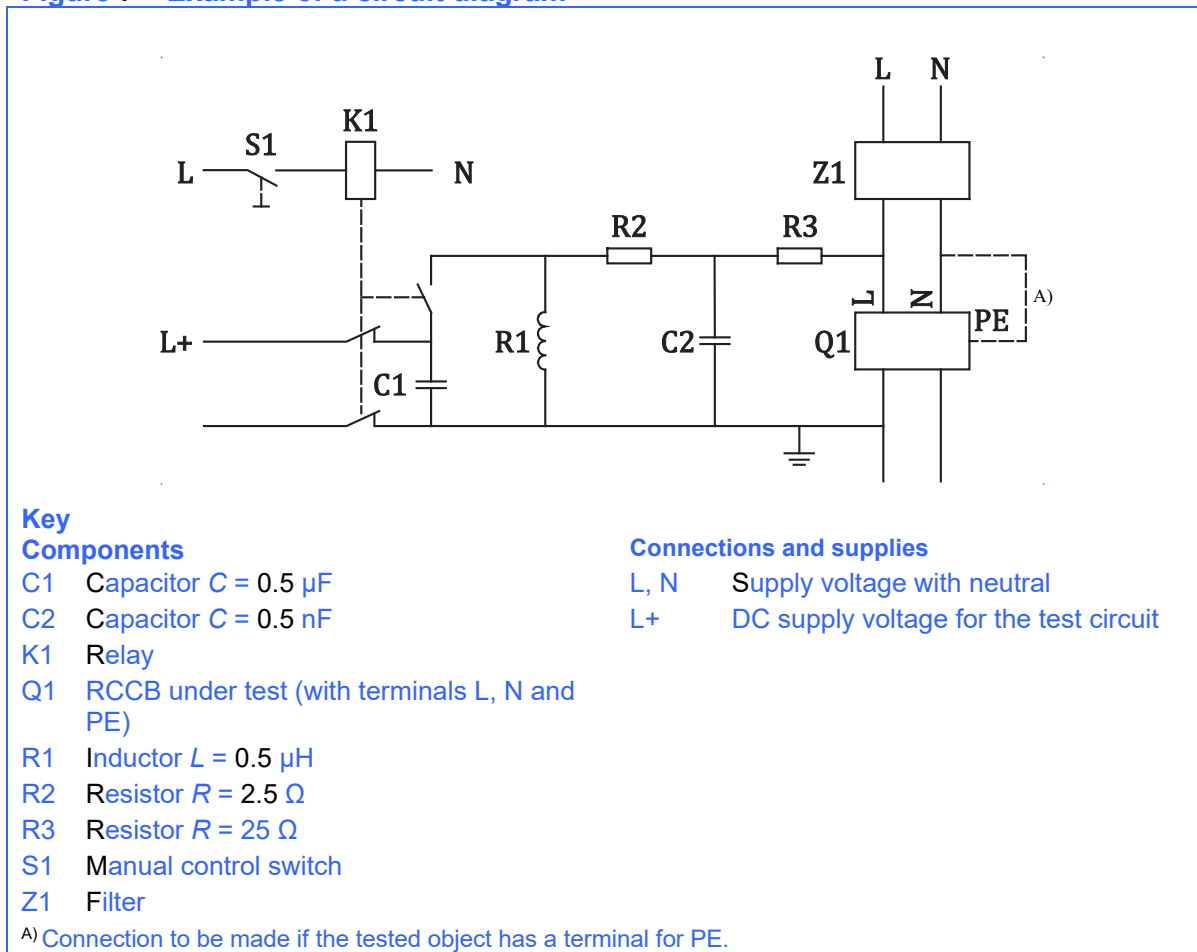 L N
K1
S1
L N Z1
R2 R3
L N A)
L+ R1 C2 Q1 PE
C1
Key
Components
C1 Capacitor C = 0.5 µF
C2 Capacitor C = 0.5 nF
K1 Relay
Q1 RCCB under test (with terminals L, N and
PE)
R1 Inductor L = 0.5 µH
R2 Resistor R = 2.5 Ω
R3 Resistor R = 25 Ω
S1 Manual control switch
Z1 Filter
Connections and supplies
L, N Supply voltage with neutral
L+ DC supply voltage for the test circuit
A) Connection to be made if the tested object has a terminal for PE.